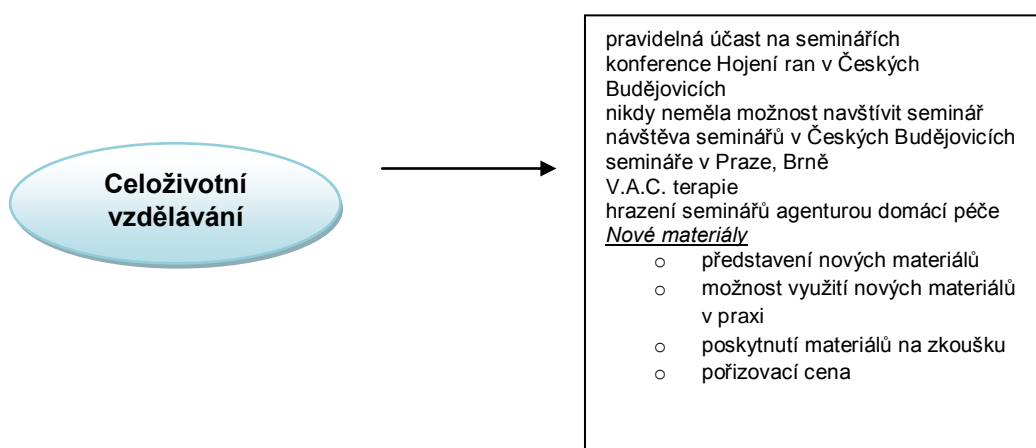 Celoživotní
vzdělávání
pravidelná účast na seminářích
konference Hojení ran v Českých
Budějovicích
nikdy neměla možnost navštívit seminář
návštěva seminářů v Českých Budějovicích
semináře v Praze, Brně
V.A.C. terapie
hrazení seminářů agenturou domácí péče
Nové materiály
o představení nových materiálů
o možnost využití nových materiálů
v praxi
o poskytnutí materiálů na zkoušku
o pořizovací cena